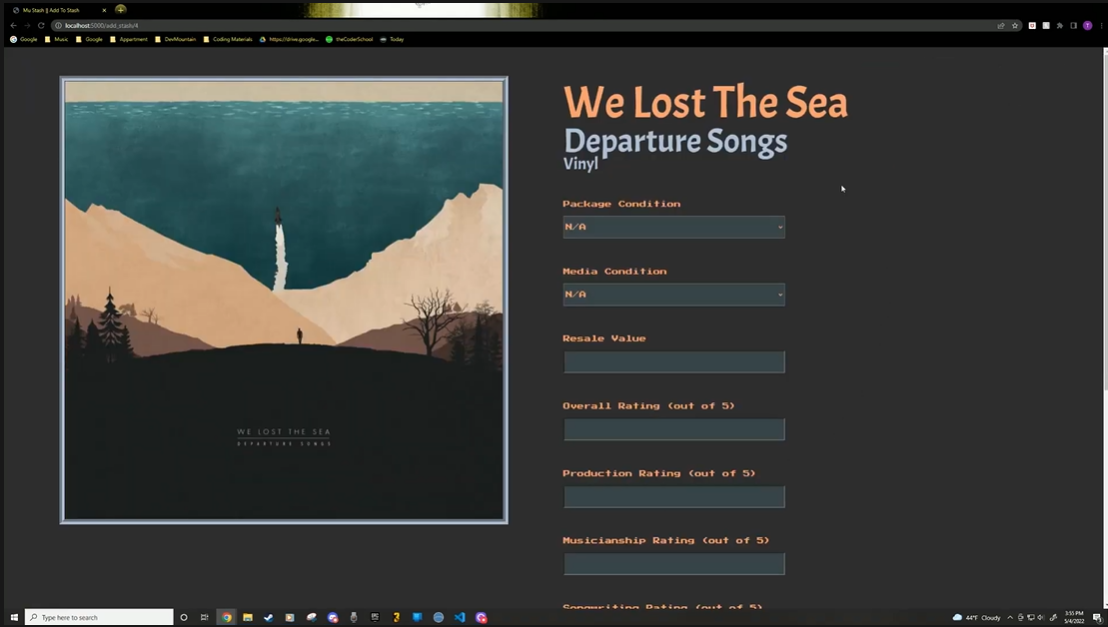 Mu Stash || Add To Stash
localhost:5000/add_stash/4
Google Music Google Appartment DevMountain Coding Materials https://drive.google... theCoderSchool Today
We Lost The Sea
Departure Songs
Vinyl
Package Condition
N/A
Media Condition
N/A
Resale Value
Overall Rating (out of 5)
Production Rating (out of 5)
Musicianship Rating (out of 5)
Songwriting Rating (out of 5)
WE LOST THE SEA
DEPARTURE SONGS
Type here to search
44°F Cloudy
3:55 PM
5/4/2022